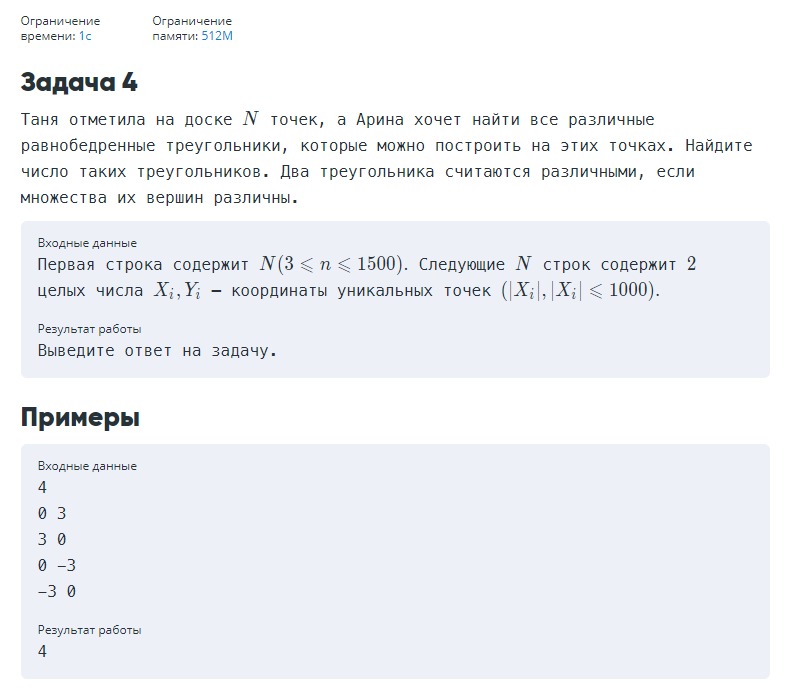 Ограничение
времени: 1с
Ограничение
памяти: 512M
Задача 4
Таня отметила на доске N точек, а Арина хочет найти все различные
равнобедренные треугольники, которые можно построить на этих точках. Найдите
число таких треугольников. Два треугольника считаются различными, если
множества их вершин различны.
Входные данные
Первая строка содержит N(3 ⩽ n ⩽ 1500). Следующие N строк содержит 2
целых числа X_i, Y_i – координаты уникальных точек (|X_i|, |X_i| ⩽ 1000).
Результат работы
Выведите ответ на задачу.
Примеры
Входные данные
4
0 3
3 0
0 −3
−3 0
Результат работы
4